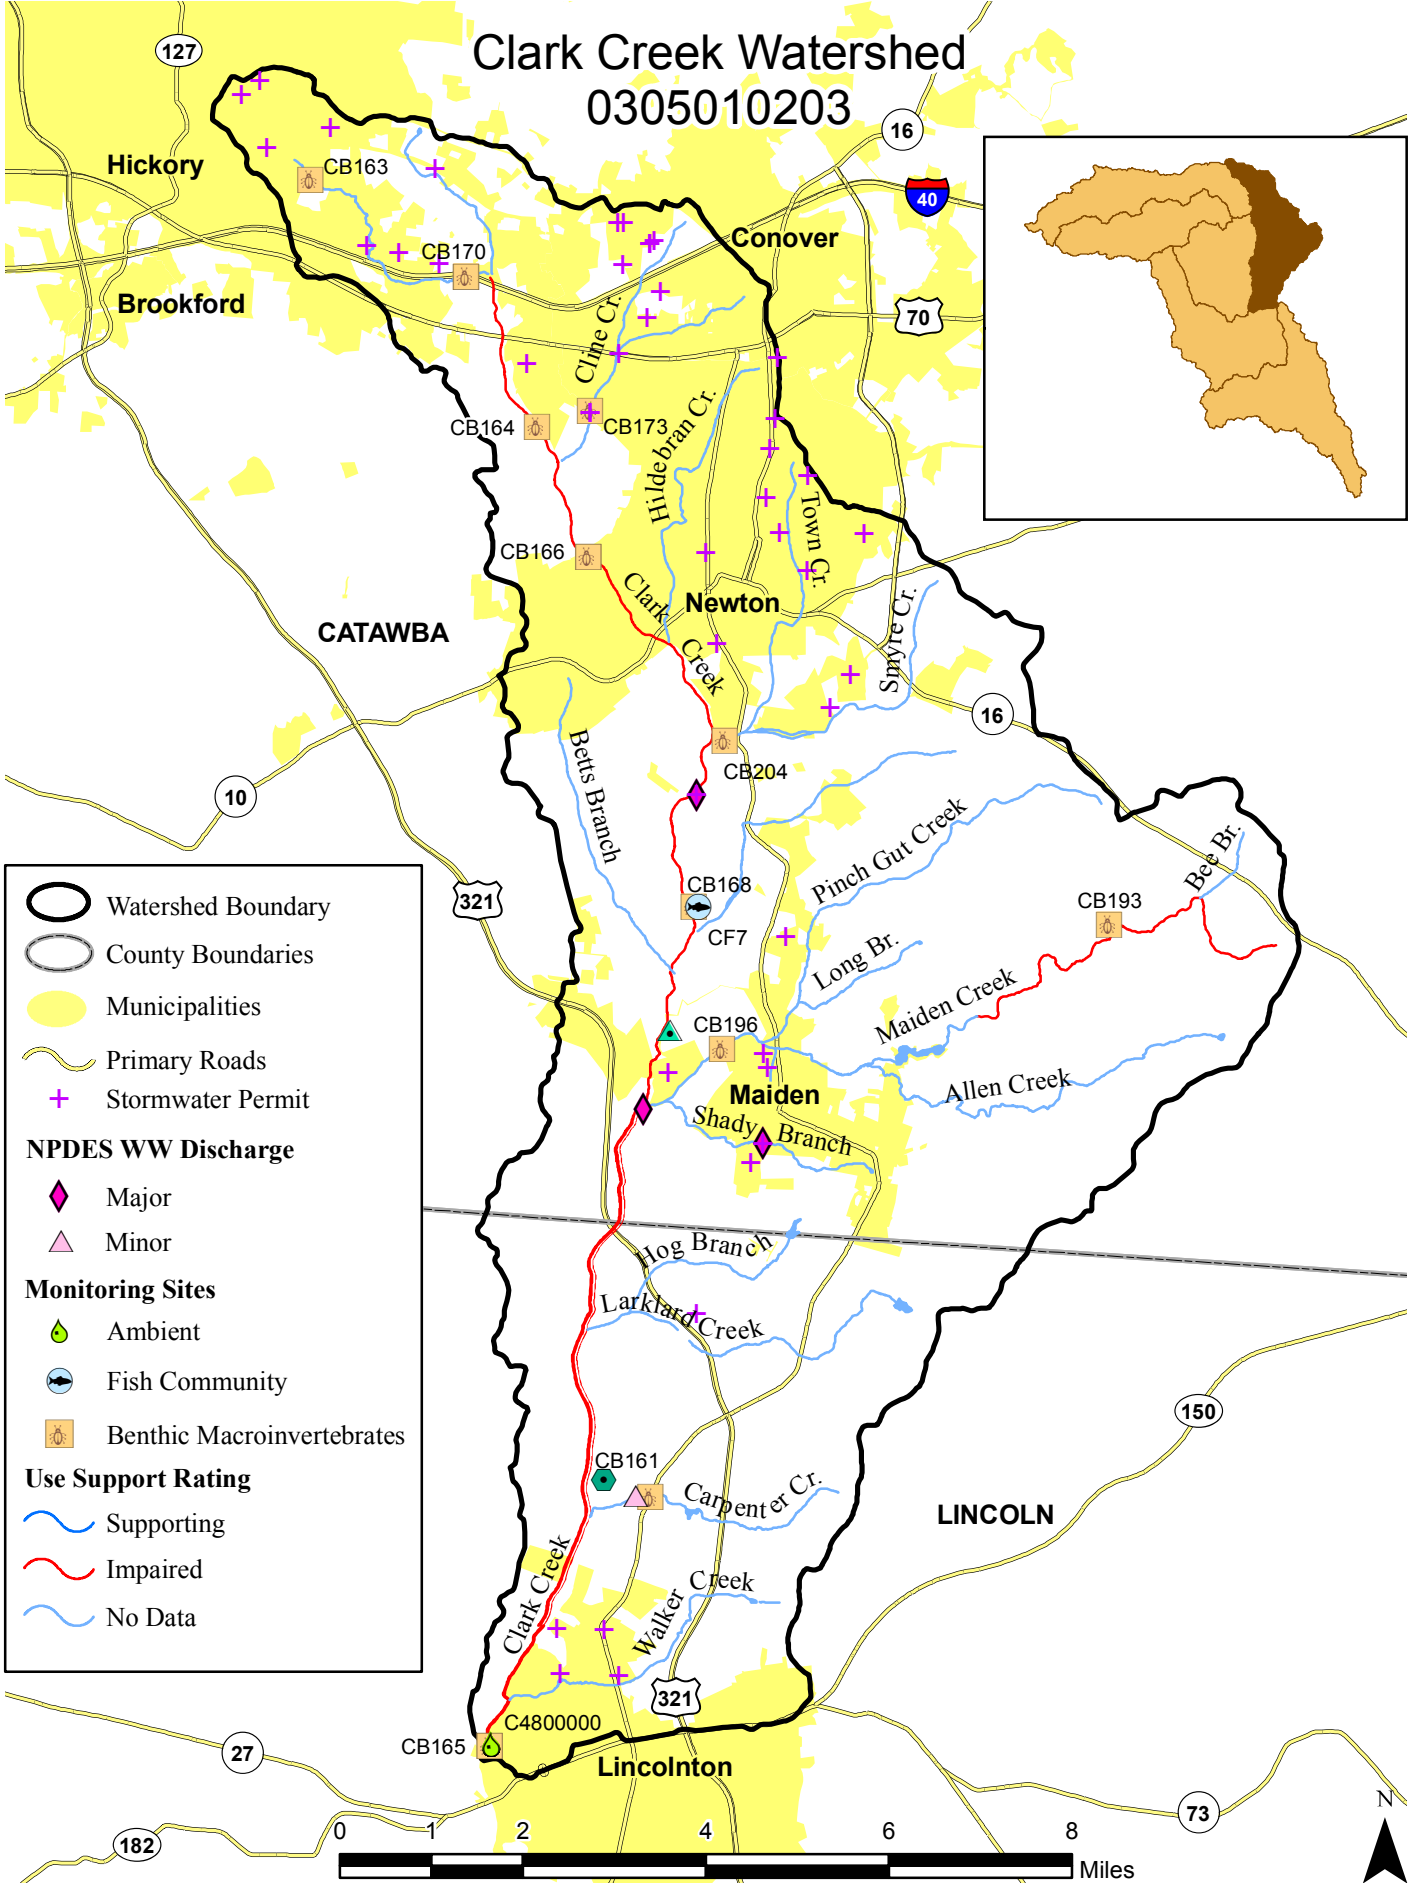 Clark Creek Watershed
0305010203
127
16
Hickory
CB163
40
Conover
CB170
Brookford
70
Cline Cr.
CB164
CB173
Hildebran Cr.
Town Cr.
CB166
Clark Creek
Newton
CATAWBA
Smyre Cr.
16
Betts Branch
CB204
10
Pinch Gut Creek
Bee Br.
321
CB168
CB193
CF7
Long Br.
Maiden Creek
CB196
Allen Creek
Maiden
Shady Branch
Hog Branch
Larklard Creek
150
CB161
Carpenter Cr.
LINCOLN
Clark Creek
Walker Creek
321
C4800000
CB165
Lincolnton
27
73
182
Watershed Boundary
County Boundaries
Municipalities
Primary Roads
Stormwater Permit
NPDES WW Discharge
Major
Minor
Monitoring Sites
Ambient
Fish Community
Benthic Macroinvertebrates
Use Support Rating
Supporting
Impaired
No Data
0 1 2 4 6 8
Miles
N